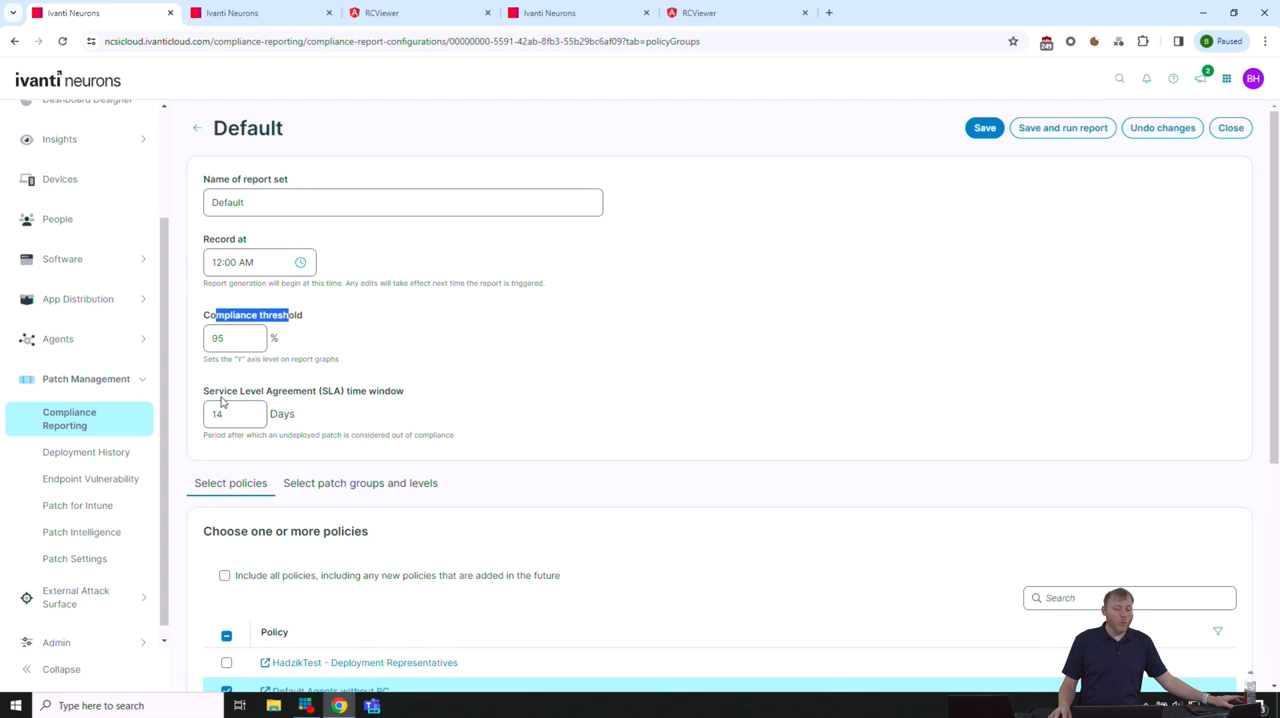 Ivanti Neurons
Ivanti Neurons
RCViewer
Ivanti Neurons
RCViewer
ncsicloud.ivanticloud.com/compliance-reporting/compliance-report-configurations/00000000-5591-42ab-8fb3-55b29bc6af09?tab=policyGroups
249
B
Paused
ivanti neurons
2
BH
Dashboard Designer
Insights
Devices
People
Software
App Distribution
Agents
Patch Management
Compliance
Reporting
Deployment History
Endpoint Vulnerability
Patch for Intune
Patch Intelligence
Patch Settings
External Attack
Surface
Admin
Collapse
Default
Save
Save and run report
Undo changes
Close
Name of report set
Default
Record at
12:00 AM
Report generation will begin at this time. Any edits will take effect next time the report is triggered.
Compliance threshold
95
%
Sets the "Y" axis level on report graphs
Service Level Agreement (SLA) time window
14
Days
Period after which an undeployed patch is considered out of compliance
Select policies
Select patch groups and levels
Choose one or more policies
Include all policies, including any new policies that are added in the future
Search
Policy
HadzikTest - Deployment Representatives
Default Agents without RC
Type here to search